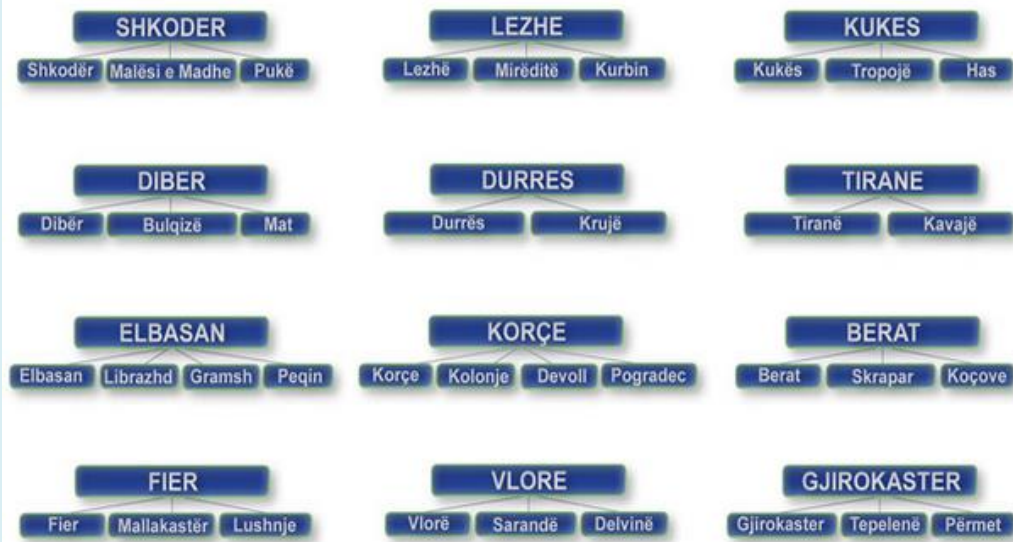 SHKODER LEZHE KUKES
Shkodër Malësi e Madhe Pukë Lezhë Mirëditë Kurbin Kukës Tropojë Has
DIBER DURRES TIRANE
Dibër Bulqizë Mat Durrës Krujë Tiranë Kavajë
ELBASAN KORÇE BERAT
Elbasan Librazhd Gramsh Peqin Korçe Kolonje Devoll Pogradec Berat Skrapar Koçove
FIER VLORE GJIROKASTER
Fier Mallakastër Lushnje Vlorë Sarandë Delvinë Gjirokaster Tepelenë Përmet